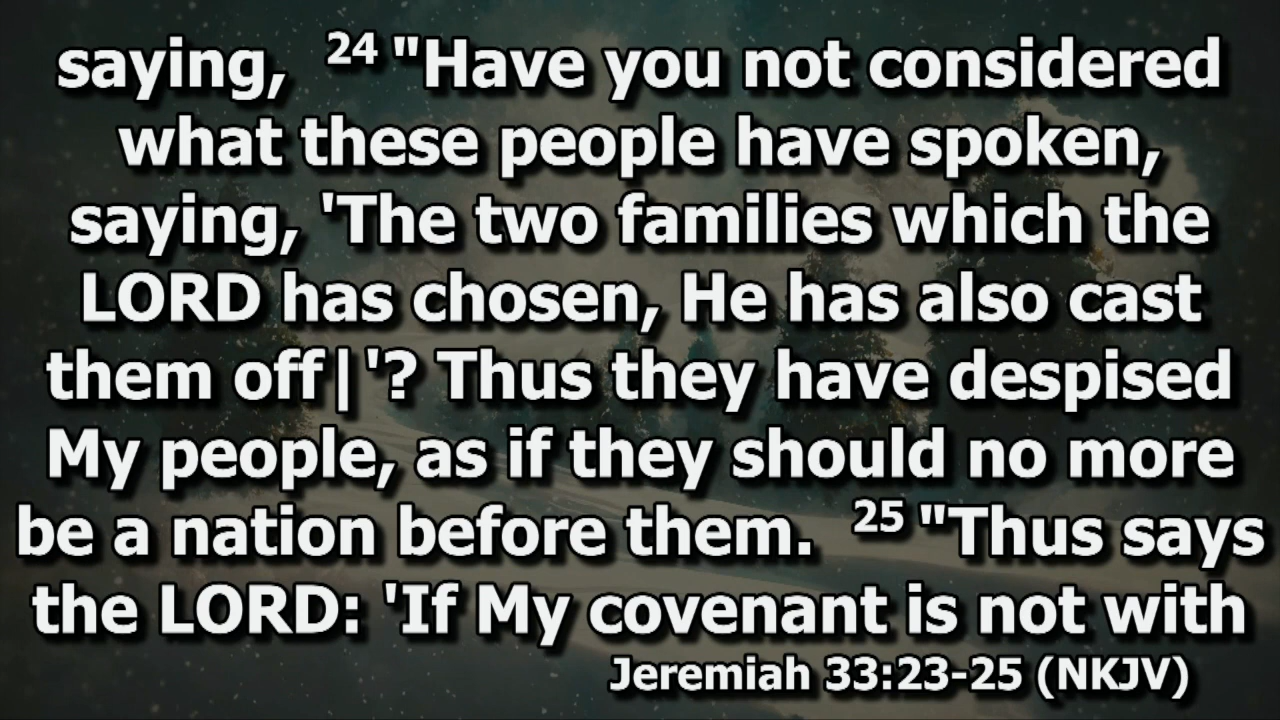 saying, 24 "Have you not considered
what these people have spoken,
saying, 'The two families which the
LORD has chosen, He has also cast
them off|'? Thus they have despised
My people, as if they should no more
be a nation before them. 25 "Thus says
the LORD: 'If My covenant is not with
Jeremiah 33:23-25 (NKJV)